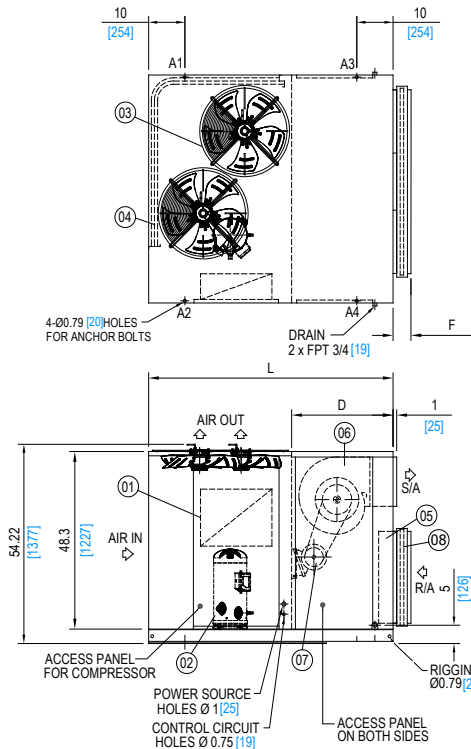 10
[254]
10
[254]
A1
A3
03
04
4-Ø0.79 [20]HOLES
FOR ANCHOR BOLTS
A2
A4
DRAIN
2 x FPT 3/4 [19]
F
L
D
1
[25]
AIR OUT
06
S/A
01
05
08
54.22
[1377]
48.3
[1227]
AIR IN
R/A
5
[126]
ACCESS PANEL
FOR COMPRESSOR
02
07
RIGGIN
Ø0.79[2
POWER SOURCE
HOLES Ø 1[25]
CONTROL CIRCUIT
HOLES Ø 0.75 [19]
ACCESS PANEL
ON BOTH SIDES